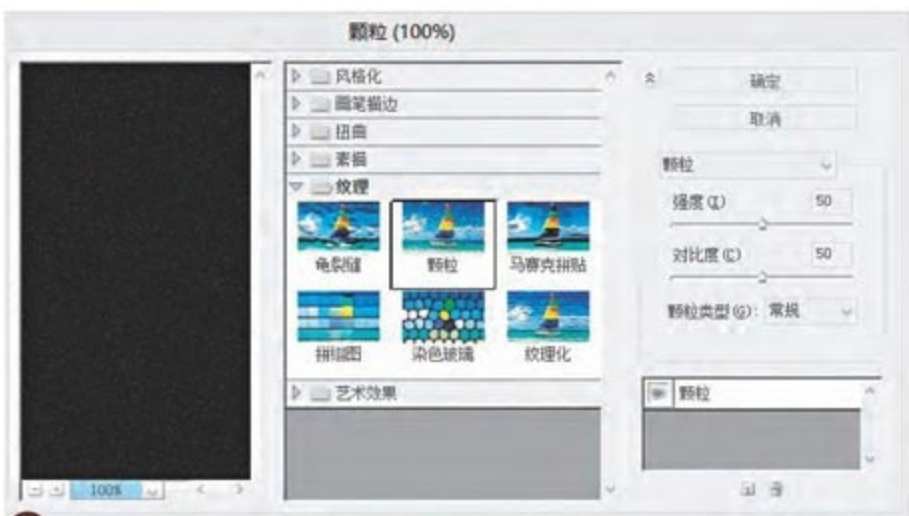 颗粒 (100%)
100%
风格化
画笔描边
扭曲
素描
纹理
龟裂缝 颗粒 马赛克拼贴
拼缀图 染色玻璃 纹理化
艺术效果
确定
取消
颗粒
强度(I) 50
对比度(C) 50
颗粒类型(G): 常规
颗粒